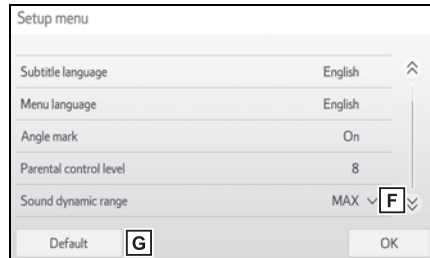 Setup menu
Subtitle language English
Menu language English
Angle mark On
Parental control level 8
Sound dynamic range MAX F
Default G OK